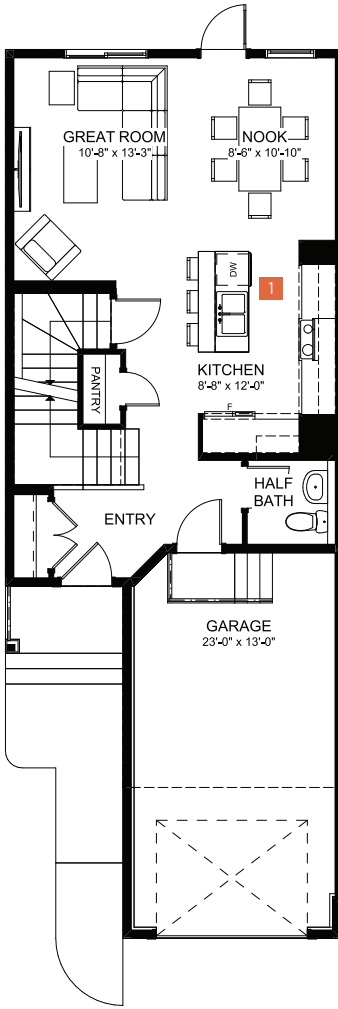 GREAT ROOM
10'-8" x 13'-3"
NOOK
8'-6" x 10'-10"
DW
1
KITCHEN
8'-8" x 12'-0"
PANTRY
F
HALF
BATH
ENTRY
GARAGE
23'-0" x 13'-0"